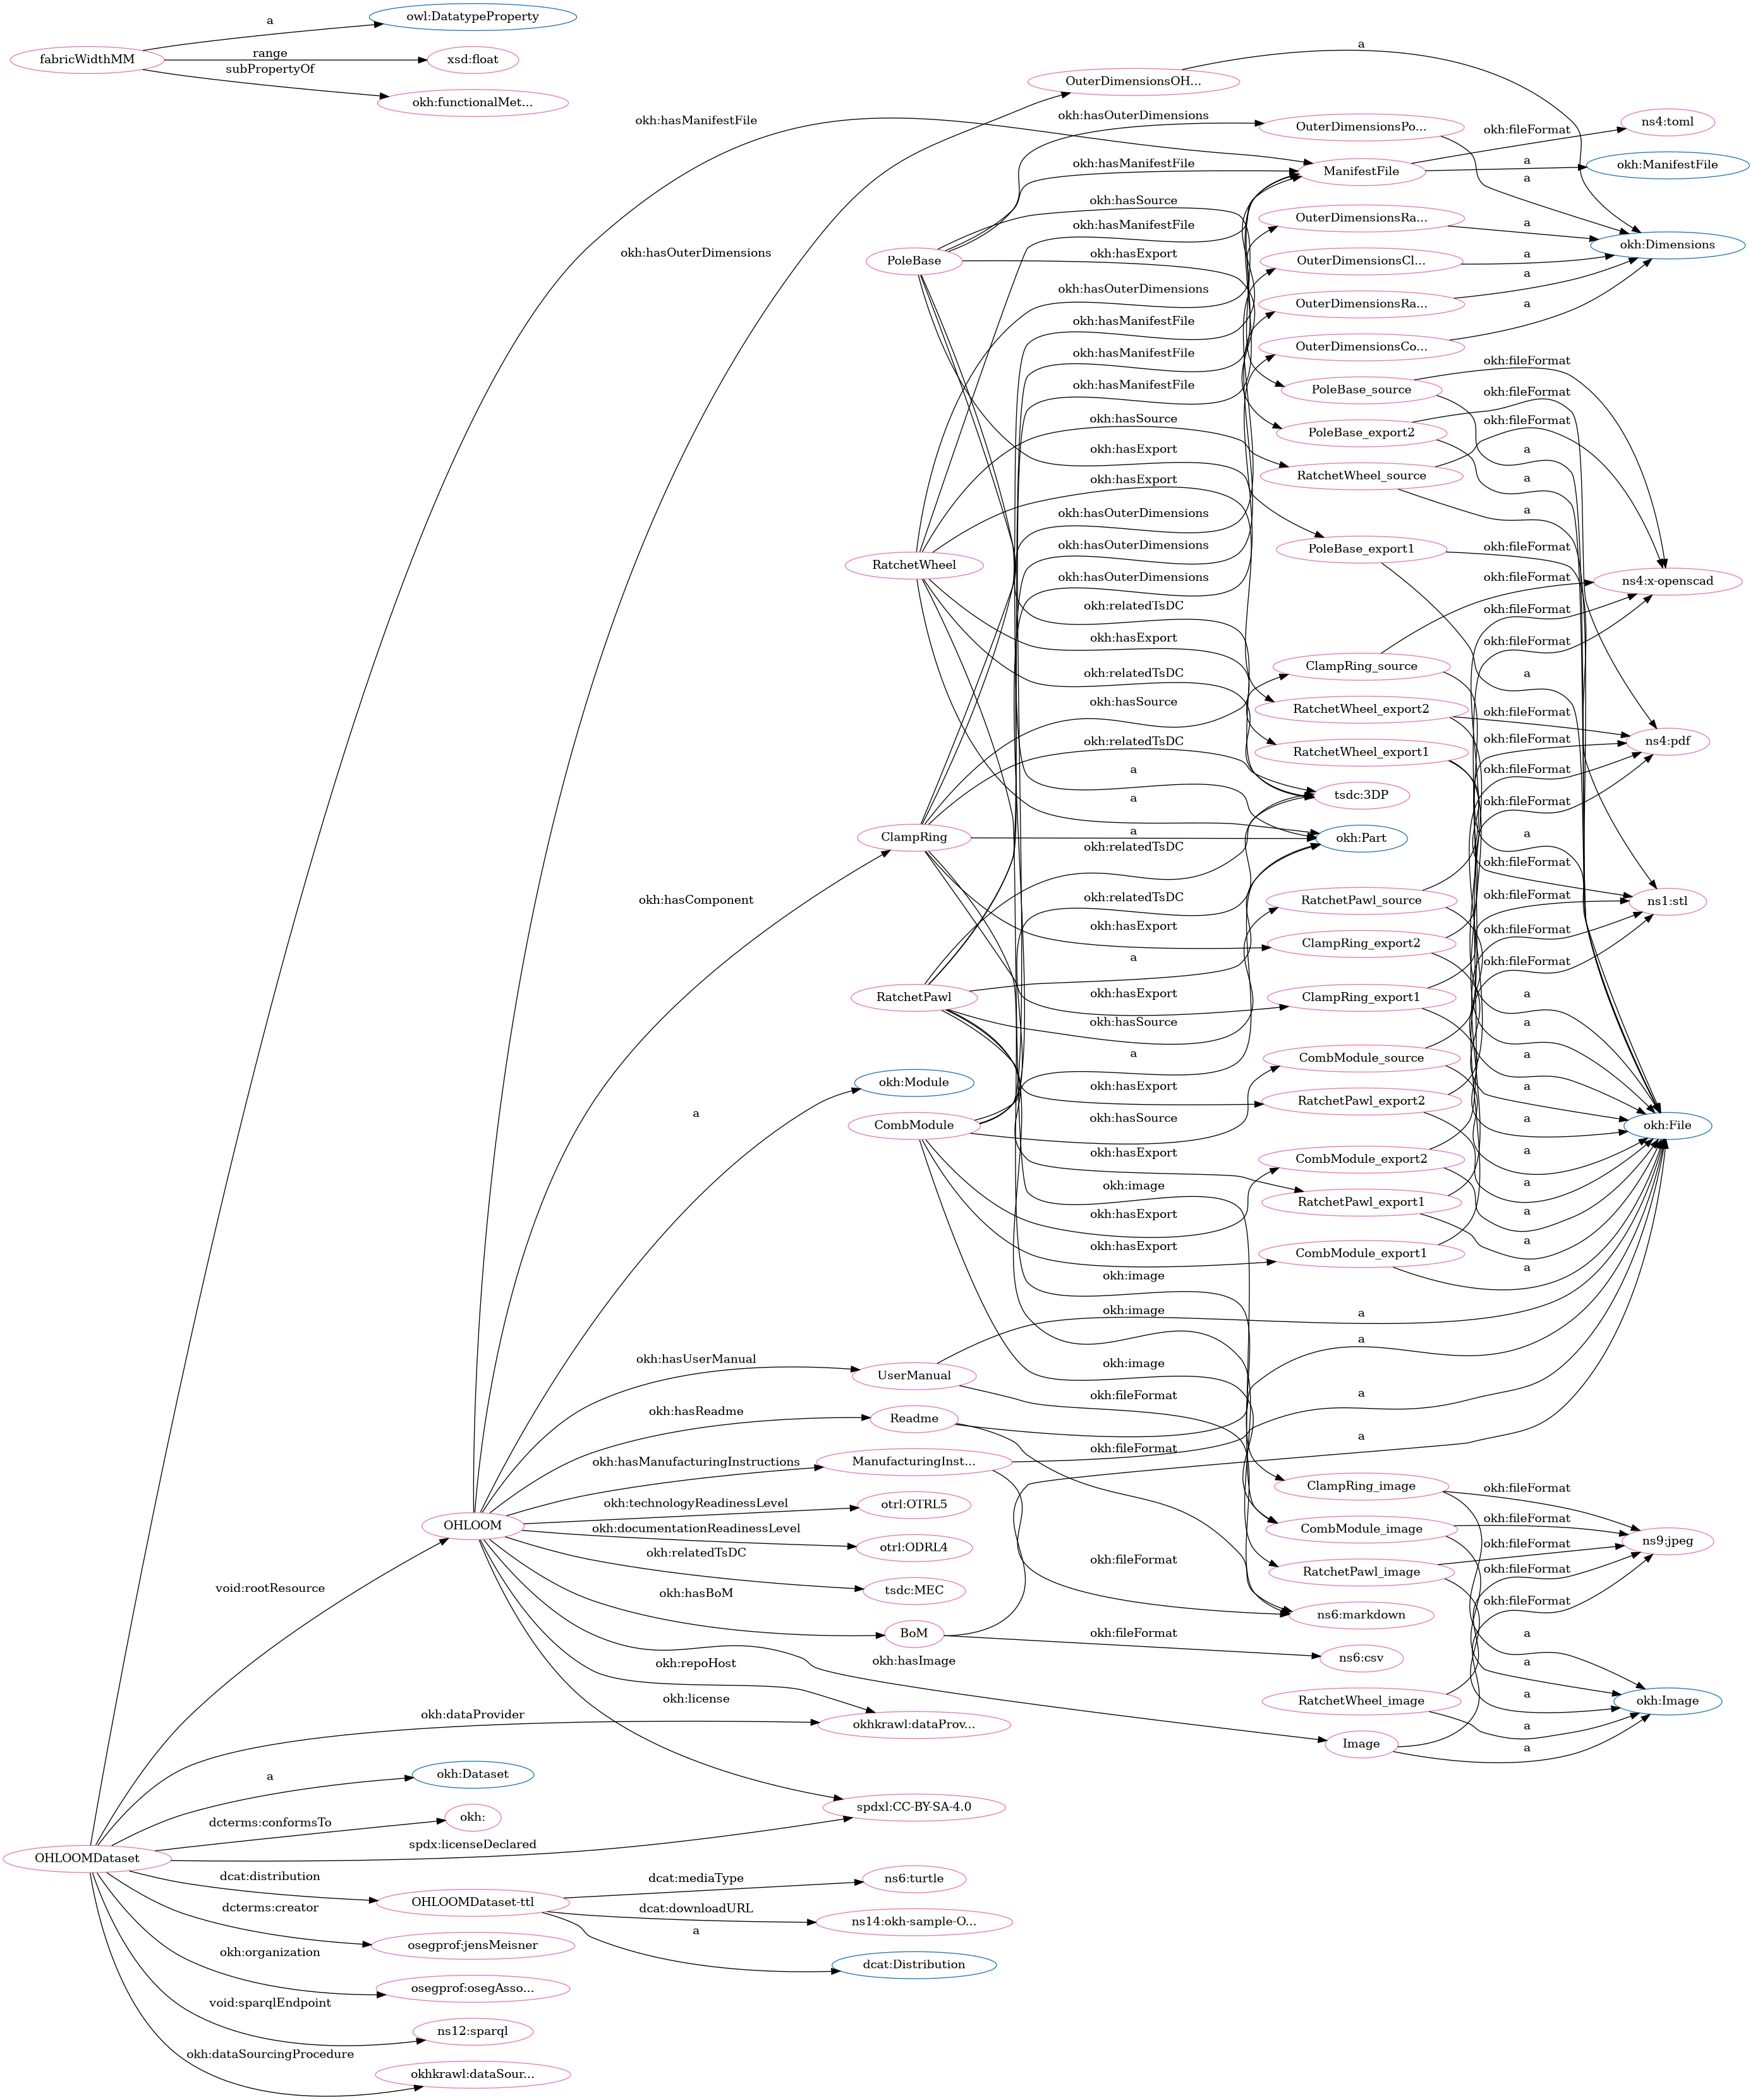 a
owl:DatatypeProperty
fabricWidthMM
range
xsd:float
subPropertyOf
okh:functionalMet...
OuterDimensionsOH...
a
okh:hasManifestFile
okh:hasOuterDimensions
okh:hasOuterDimensions
OuterDimensionsPo...
okh:fileFormat
ns4:toml
okh:hasManifestFile
ManifestFile
a
okh:ManifestFile
a
okh:hasSource
okh:hasManifestFile
OuterDimensionsRa...
a
okh:Dimensions
PoleBase
okh:hasExport
OuterDimensionsCl...
a
okh:hasOuterDimensions
OuterDimensionsRa...
a
okh:hasManifestFile
OuterDimensionsCo...
a
okh:hasManifestFile
okh:fileFormat
okh:hasManifestFile
PoleBase_source
okh:fileFormat
okh:hasSource
PoleBase_export2
okh:fileFormat
okh:hasExport
a
okh:hasExport
RatchetWheel_source
a
okh:hasOuterDimensions
a
okh:hasOuterDimensions
PoleBase_export1
okh:fileFormat
RatchetWheel
okh:hasOuterDimensions
okh:fileFormat
ns4:x-openscad
okh:relatedTsDC
okh:fileFormat
okh:hasExport
okh:fileFormat
okh:relatedTsDC
ClampRing_source
a
okh:hasSource
RatchetWheel_export2
okh:fileFormat
okh:relatedTsDC
RatchetWheel_export1
okh:fileFormat
ns4:pdf
a
okh:fileFormat
a
tsdc:3DP
okh:fileFormat
ClampRing
a
okh:Part
a
okh:relatedTsDC
okh:fileFormat
okh:hasComponent
okh:relatedTsDC
RatchetPawl_source
okh:fileFormat
ns1:stl
okh:hasExport
ClampRing_export2
okh:fileFormat
a
okh:fileFormat
RatchetPawl
okh:hasExport
ClampRing_export1
a
okh:hasSource
a
a
CombModule_source
a
okh:Module
okh:hasExport
RatchetPawl_export2
a
a
CombModule
okh:hasSource
a
okh:File
okh:hasExport
CombModule_export2
a
okh:image
RatchetPawl_export1
a
okh:hasExport
a
okh:hasExport
CombModule_export1
a
a
okh:image
okh:image
a
okh:hasUserManual
okh:image
a
UserManual
okh:fileFormat
a
okh:hasReadme
Readme
a
okh:hasManufacturingInstructions
ManufacturingInst...
okh:fileFormat
ClampRing_image
okh:fileFormat
okh:technologyReadinessLevel
otrl:OTRL5
okh:fileFormat
OHLOOM
okh:documentationReadinessLevel
otrl:ODRL4
CombModule_image
okh:fileFormat
ns9:jpeg
okh:relatedTsDC
okh:fileFormat
RatchetPawl_image
okh:fileFormat
void:rootResource
tsdc:MEC
okh:hasBoM
okh:fileFormat
ns6:markdown
BoM
okh:fileFormat
a
okh:repoHost
okh:hasImage
ns6:csv
a
okh:license
RatchetWheel_image
a
okh:Image
okh:dataProvider
okhkrawl:dataProv...
a
Image
a
a
okh:Dataset
okh:
spdxl:CC-BY-SA-4.0
dcterms:conformsTo
OHLOOMDataset
spdx:licenseDeclared
dcat:distribution
OHLOOMDataset-ttl
dcat:mediaType
ns6:turtle
dcterms:creator
dcat:downloadURL
ns14:okh-sample-O...
osegprof:jensMeisner
a
okh:organization
dcat:Distribution
osegprof:osegAsso...
void:sparqlEndpoint
ns12:sparql
okh:dataSourcingProcedure
okhkrawl:dataSour...